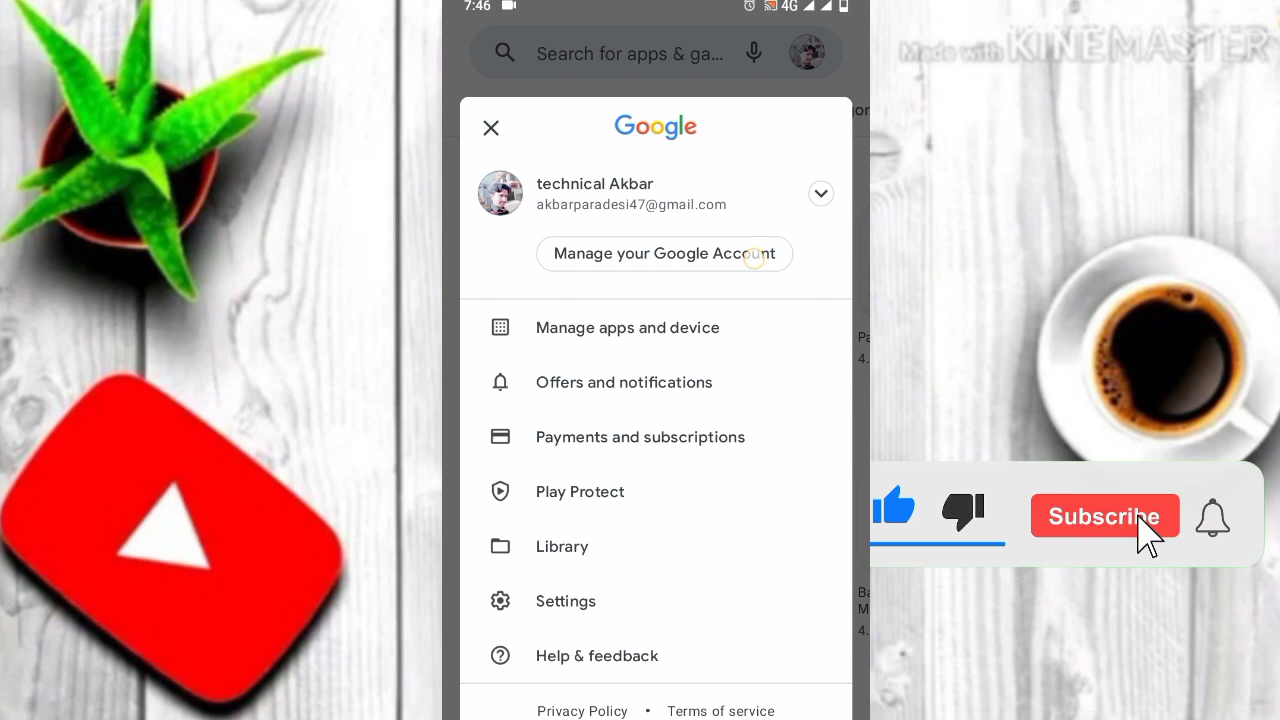 7:46
4G
Made with KINEMASTER
Search for apps & ga...
Google
technical Akbar
akbarparadesi47@gmail.com
Manage your Google Account
Manage apps and device
Offers and notifications
Payments and subscriptions
Play Protect
Library
Settings
Help & feedback
Privacy Policy • Terms of service
Subscribe